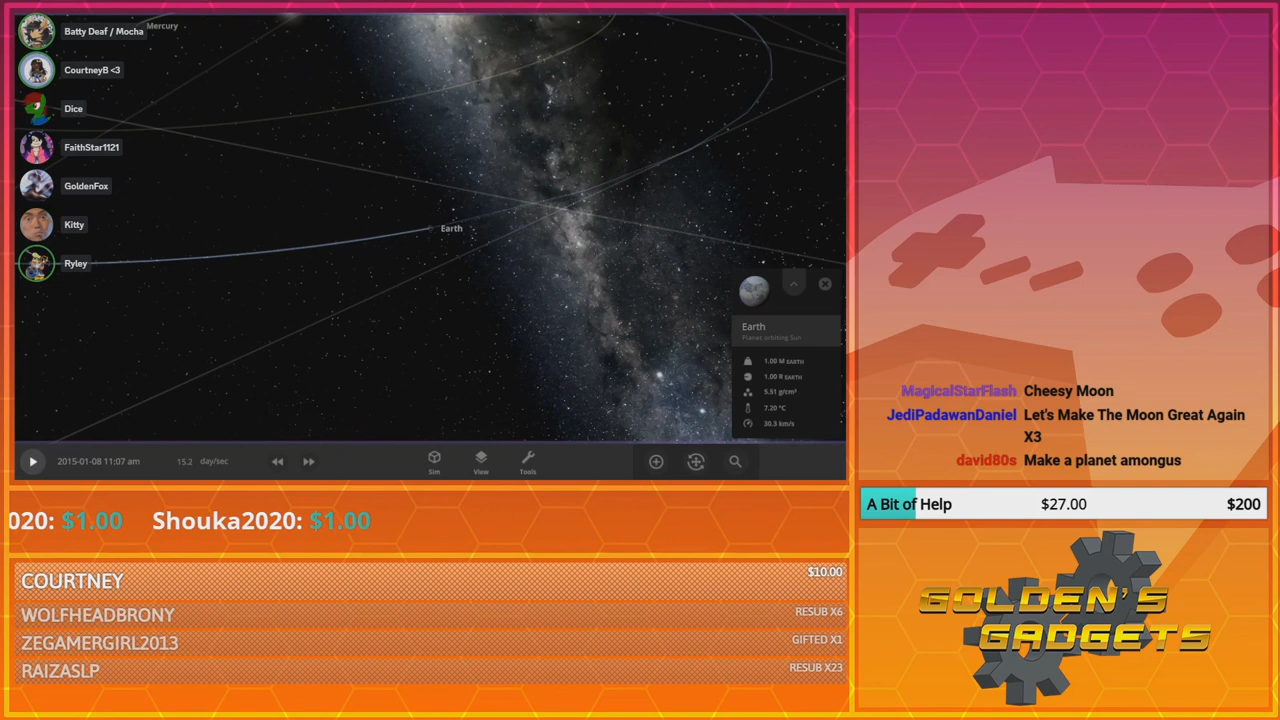 Batty Deaf / Mocha
Mercury
CourtneyB <3
Dice
FaithStar1121
GoldenFox
Kitty
Ryley
Earth
Earth
Planet orbiting Sun
1.00 M EARTH
1.00 R EARTH
5.51 g/cm³
7.20 °C
30.3 km/s
2015-01-08 11:07 am
15.2 day/sec
Sim
View
Tools
MagicalStarFlash Cheesy Moon
JediPadawanDaniel Let's Make The Moon Great Again
X3
david80s Make a planet amongus
020: $1.00 Shouka2020: $1.00
A Bit of Help $27.00 $200
COURTNEY $10.00
WOLFHEADBRONY RESUB X6
ZEGAMERGIRL2013 GIFTED X1
RAIZASLP RESUB X23
GOLDEN'S
GADGETS